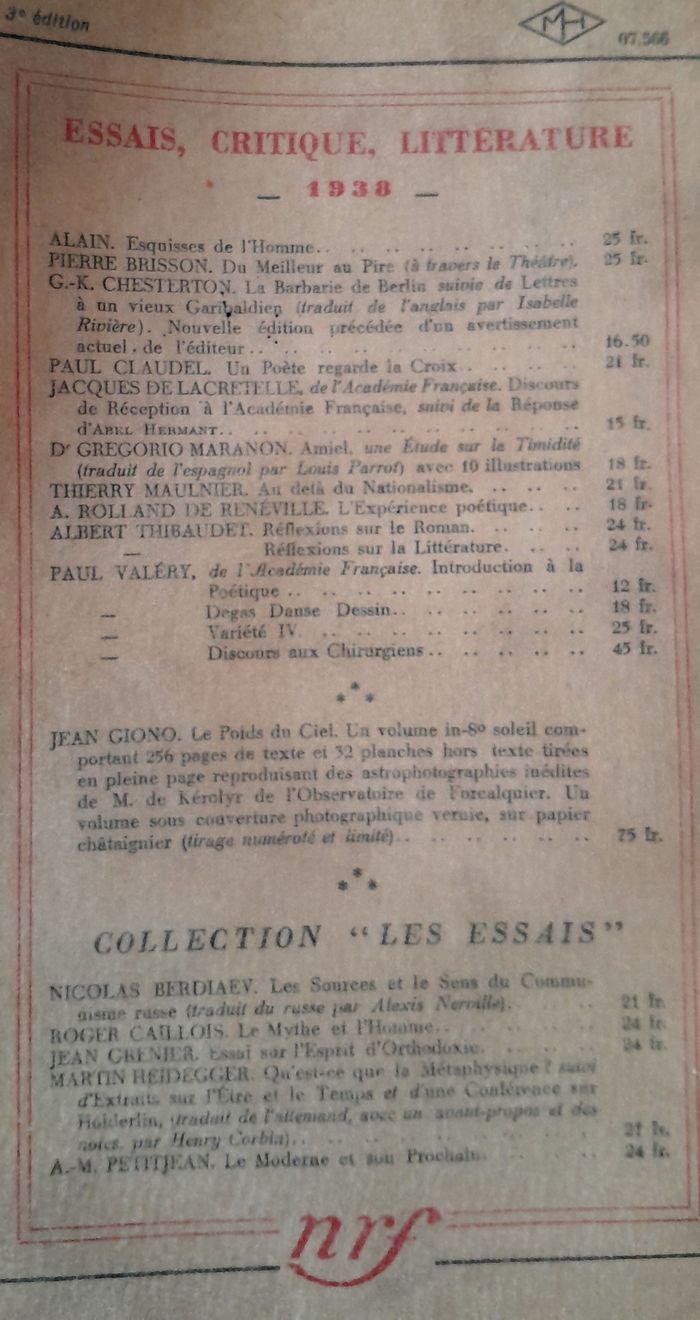 3e édition
MH
07.566
ESSAIS, CRITIQUE, LITTÉRATURE
— 1938 —
ALAIN. Esquisses de l'Homme.. .. .. .. .. .. .. 25 fr.
PIERRE BRISSON. Du Meilleur au Pire (à travers le Théâtre). 25 fr.
G.-K. CHESTERTON. La Barbarie de Berlin suivie de Lettres
à un vieux Garibaldien (traduit de l'anglais par Isabelle
Rivière). Nouvelle édition précédée d'un avertissement
actuel de l'éditeur.. .. .. .. .. .. .. .. 16.50
PAUL CLAUDEL. Un Poète regarde la Croix.. .. .. .. 21 fr.
JACQUES DE LACRETELLE, de l'Académie Française. Discours
de Réception à l'Académie Française, suivi de la Réponse
d'ABEL HERMANT.. .. .. .. .. .. .. .. .. 15 fr.
Dr GREGORIO MARANON. Amiel, une Étude sur la Timidité
(traduit de l'espagnol par Louis Parrot) avec 10 illustrations 18 fr.
THIERRY MAULNIER. Au delà du Nationalisme. .. .. .. 21 fr.
A. ROLLAND DE RENÉVILLE. L'Expérience poétique.. .. 18 fr.
ALBERT THIBAUDET. Réflexions sur le Roman. .. .. .. 24 fr.
— Réflexions sur la Littérature. .. .. 24 fr.
PAUL VALÉRY, de l'Académie Française. Introduction à la
Poétique .. .. .. .. .. .. .. .. 12 fr.
— Degas Danse Dessin.. .. .. .. .. 18 fr.
— Variété IV. .. .. .. .. .. .. 25 fr.
— Discours aux Chirurgiens .. .. .. .. 45 fr.
* * *
JEAN GIONO. Le Poids du Ciel. Un volume in-8º soleil com-
portant 256 pages de texte et 32 planches hors texte tirées
en pleine page reproduisant des astrophotographies inédites
de M. de Kérolyr de l'Observatoire de Forcalquier. Un
volume sous couverture photographique vernie, sur papier
châtaignier (tirage numéroté et limité).. .. .. .. .. 75 fr.
* * *
COLLECTION "LES ESSAIS"
NICOLAS BERDIAEV. Les Sources et le Sens du Commu-
nisme russe (traduit du russe par Alexis Nerville). .. .. 21 fr.
ROGER CAILLOIS. Le Mythe et l'Homme.. .. .. .. 24 fr.
JEAN GRENIER. Essai sur l'Esprit d'Orthodoxie. .. .. .. 24 fr.
MARTIN HEIDEGGER. Qu'est-ce que la Métaphysique ? suivi
d'Extraits sur l'Être et le Temps et d'une Conférence sur
Hölderlin, (traduit de l'allemand, avec un avant-propos et des
notes, par Henry Corbin).. .. .. .. .. .. .. 21 fr.
A.-M. PETITJEAN. Le Moderne et son Prochain. .. .. .. 24 fr.
nrf